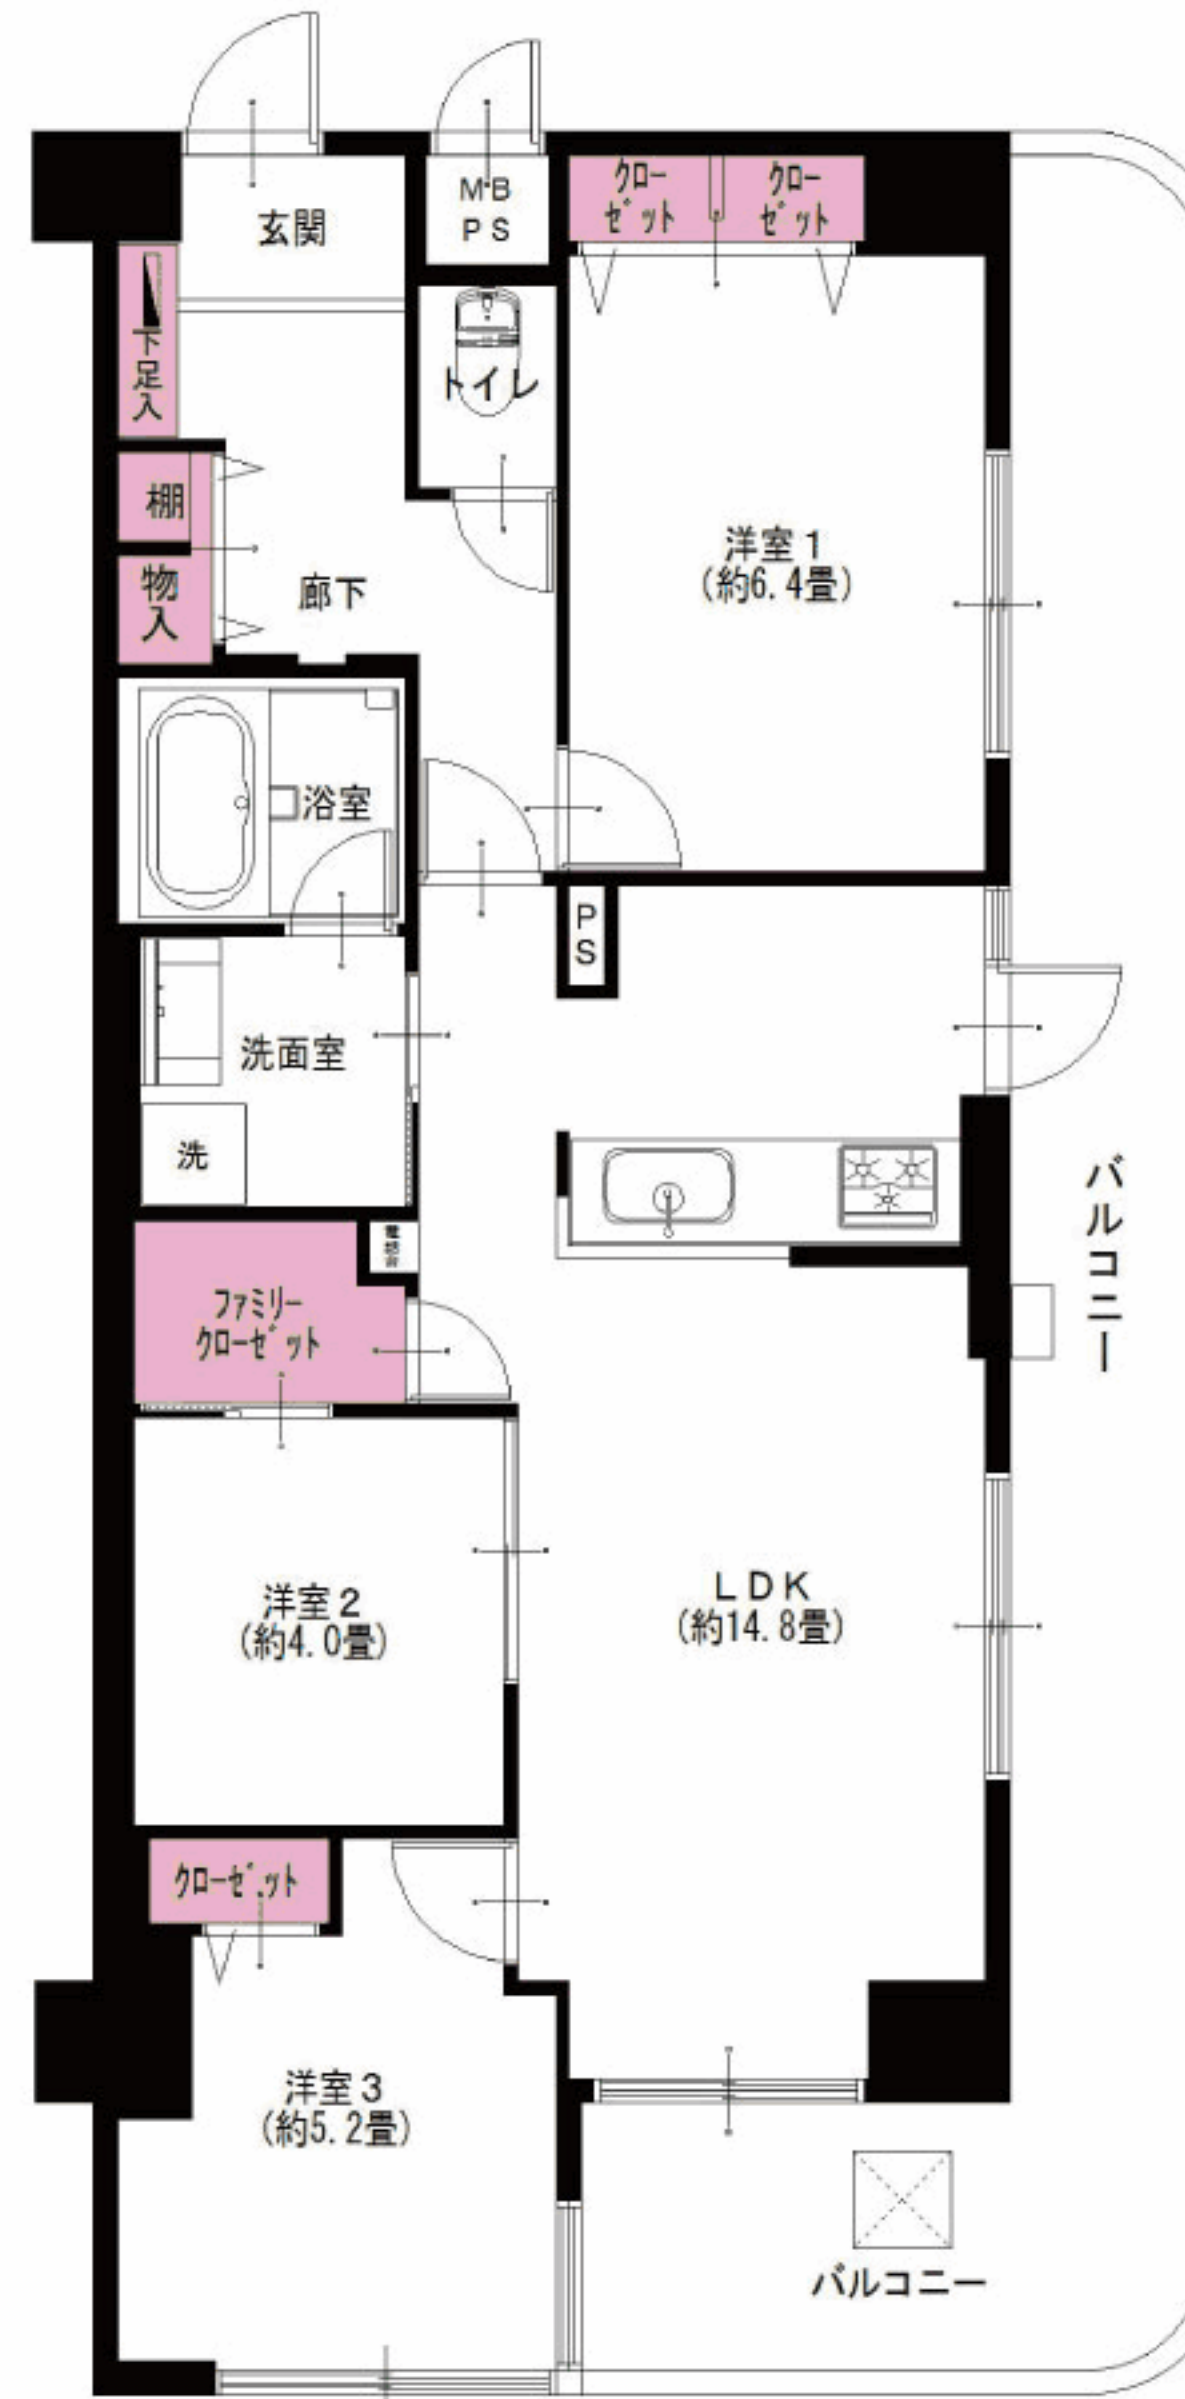 玄関
MB
PS
クロー
ゼット
クロー
ゼット
下足入
トイレ
棚
物入
廊下
洋室1
(約6.4畳)
浴室
PS
洗面室
洗
バルコニー
ファミリー
クローゼット
洋室2
(約4.0畳)
LDK
(約14.8畳)
クローゼット
洋室3
(約5.2畳)
バルコニー